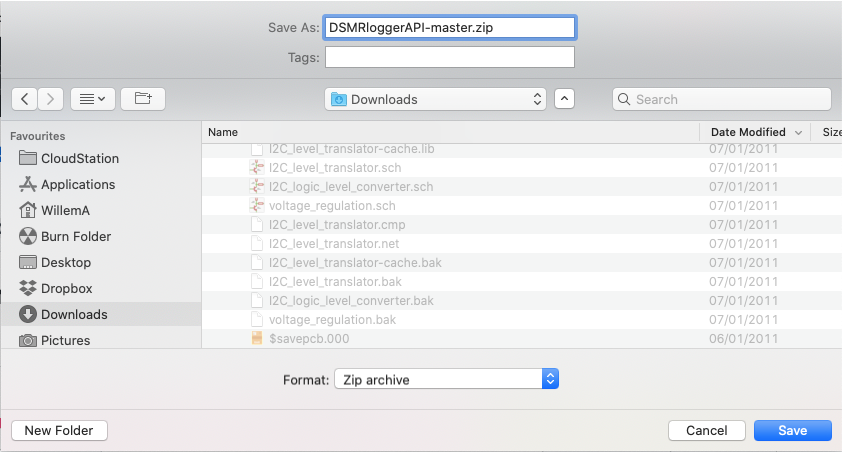 Save As: DSMRloggerAPI-master.zip
Tags:
Downloads
Search
Favourites
CloudStation
Applications
WillemA
Burn Folder
Desktop
Dropbox
Downloads
Pictures
Name Date Modified Size
I2C_level_translator-cache.lib 07/01/2011
I2C_level_translator.sch 07/01/2011
I2C_logic_level_converter.sch 07/01/2011
voltage_regulation.sch 07/01/2011
I2C_level_translator.cmp 07/01/2011
I2C_level_translator.net 07/01/2011
I2C_level_translator-cache.bak 07/01/2011
I2C_level_translator.bak 07/01/2011
I2C_logic_level_converter.bak 07/01/2011
voltage_regulation.bak 07/01/2011
$savepcb.000 06/01/2011
Format: Zip archive
New Folder
Cancel
Save